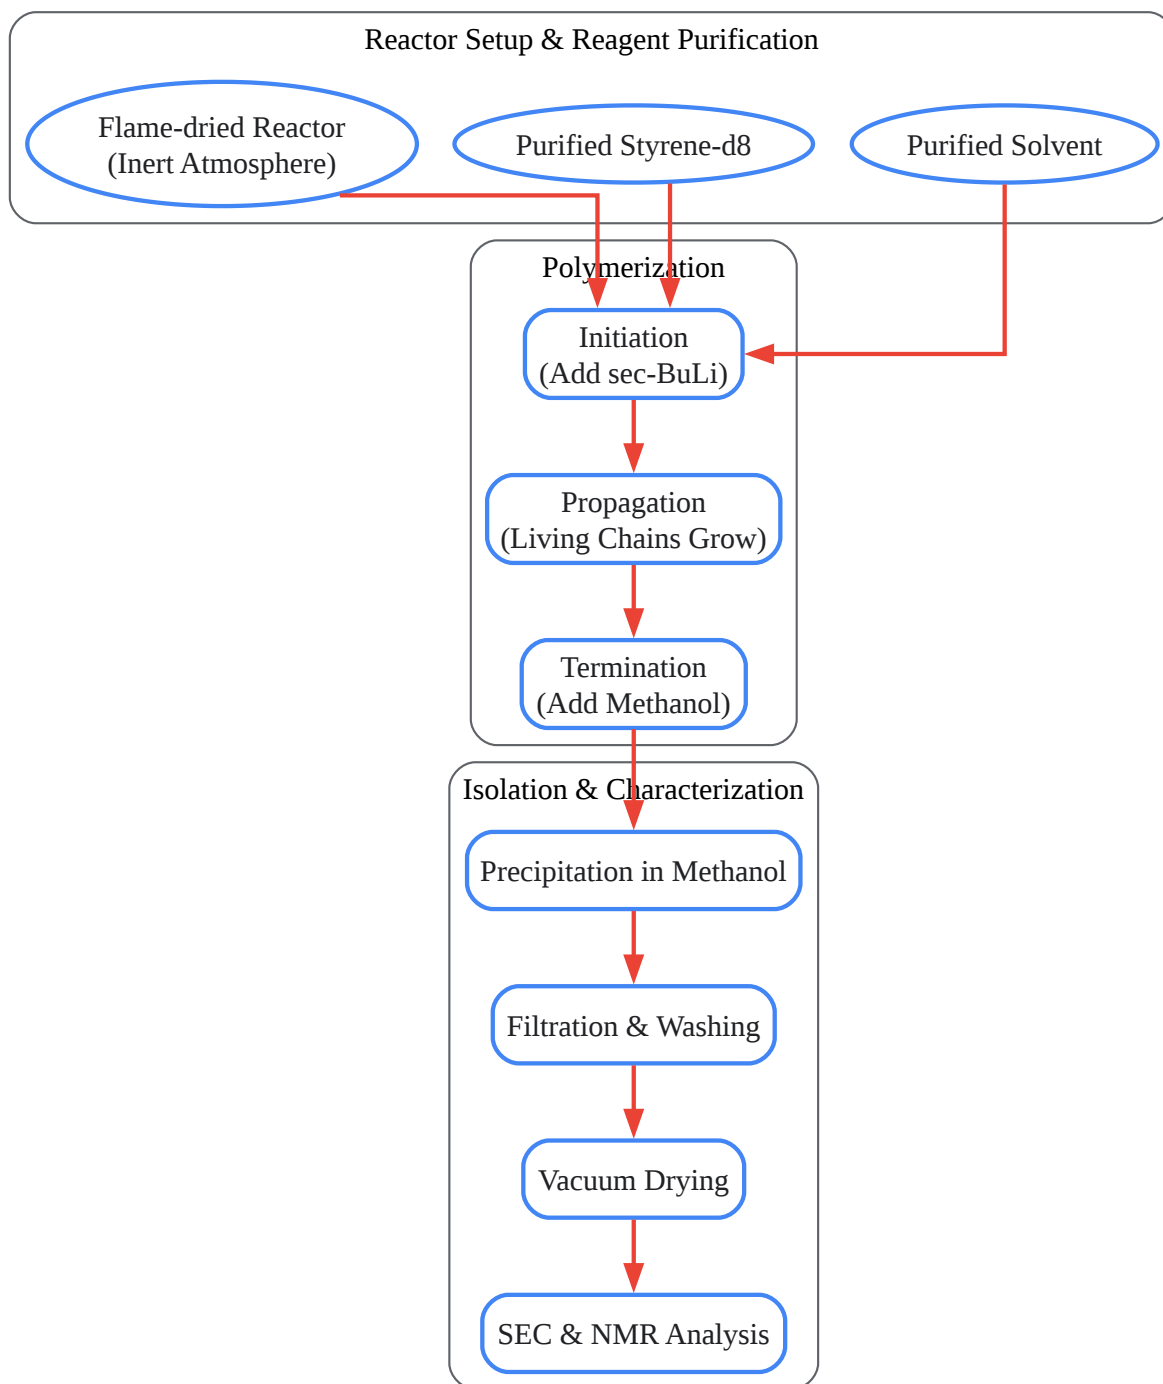 Reactor Setup & Reagent Purification
Flame-dried Reactor
(Inert Atmosphere)
Purified Styrene-d8
Purified Solvent
Polymerization
Initiation
(Add sec-BuLi)
Propagation
(Living Chains Grow)
Termination
(Add Methanol)
Isolation & Characterization
Precipitation in Methanol
Filtration & Washing
Vacuum Drying
SEC & NMR Analysis